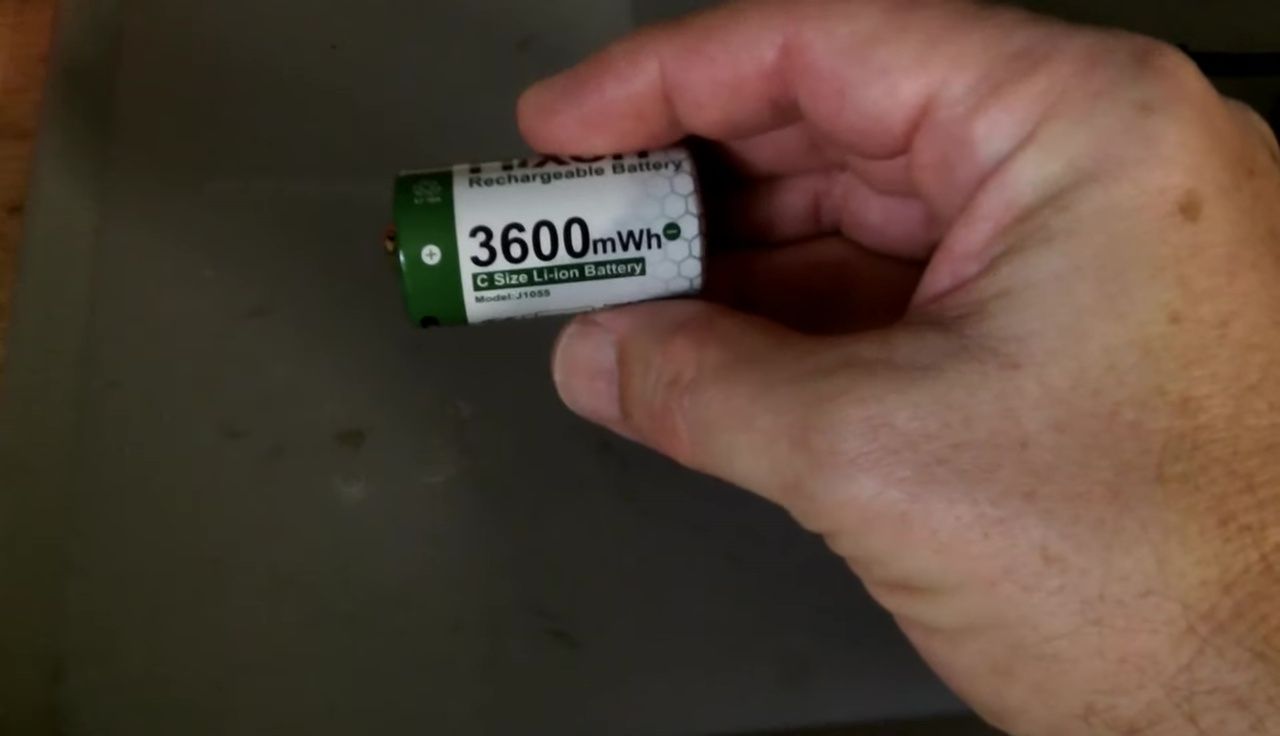 Rechargeable Battery
3600mWh
C Size Li-ion Battery
Model:J1055